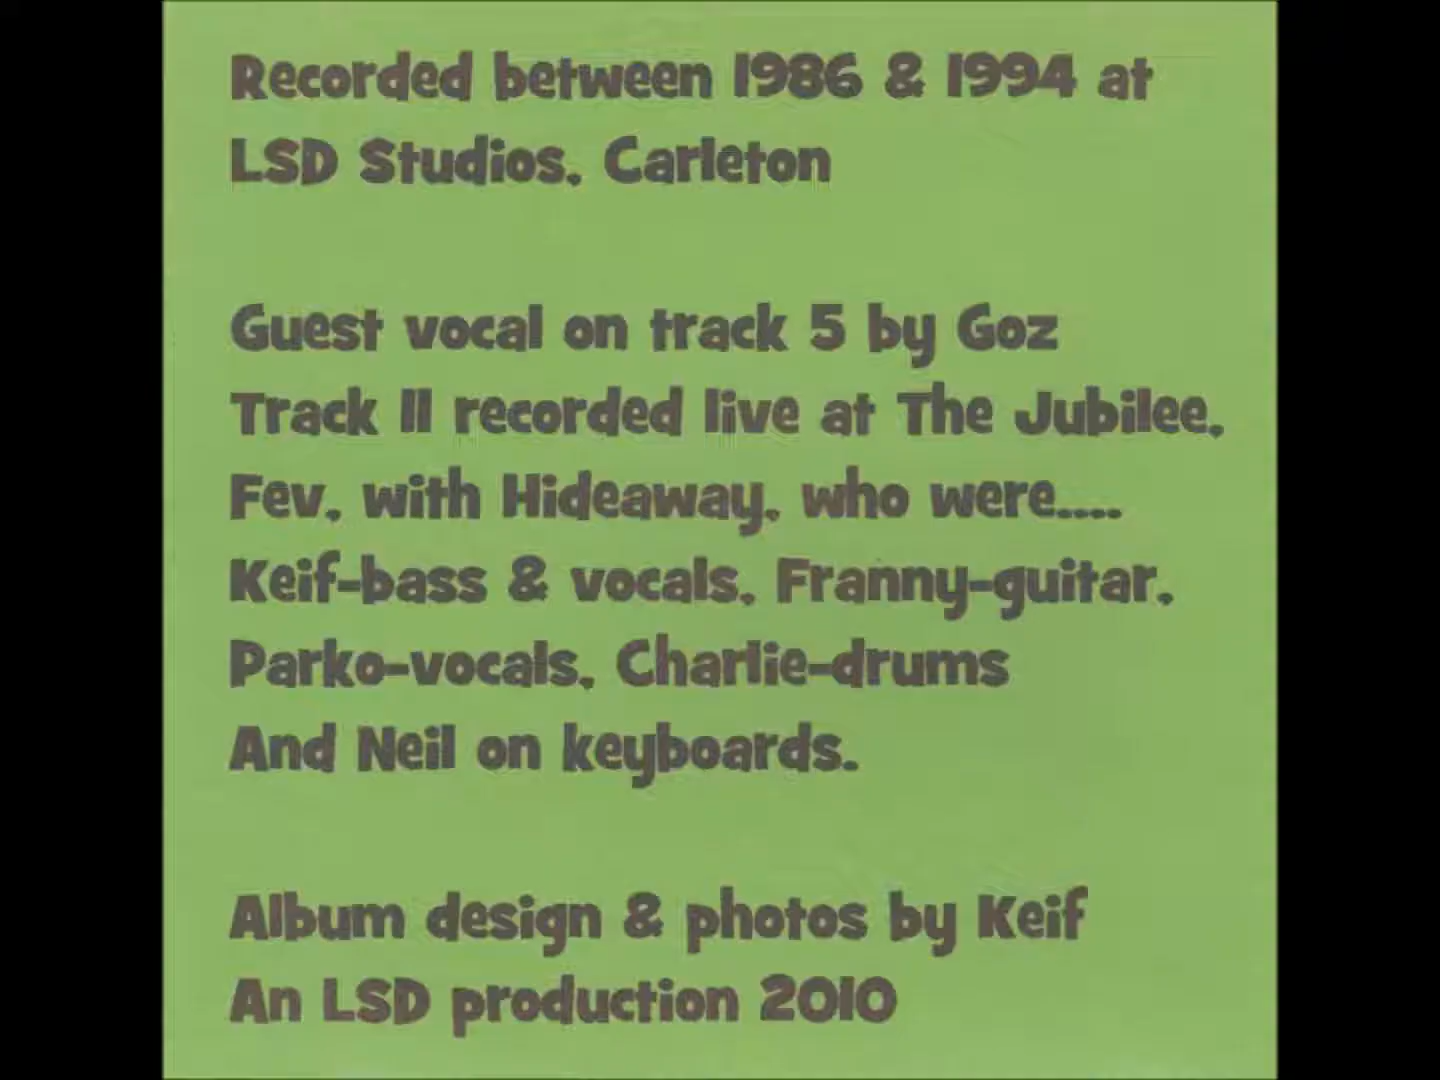 Recorded between 1986 & 1994 at
LSD Studios, Carleton
Guest vocal on track 5 by Goz
Track 11 recorded live at The Jubilee,
Fev, with Hideaway, who were....
Keif-bass & vocals, Franny-guitar,
Parko-vocals, Charlie-drums
And Neil on keyboards.
Album design & photos by Keif
An LSD production 2010